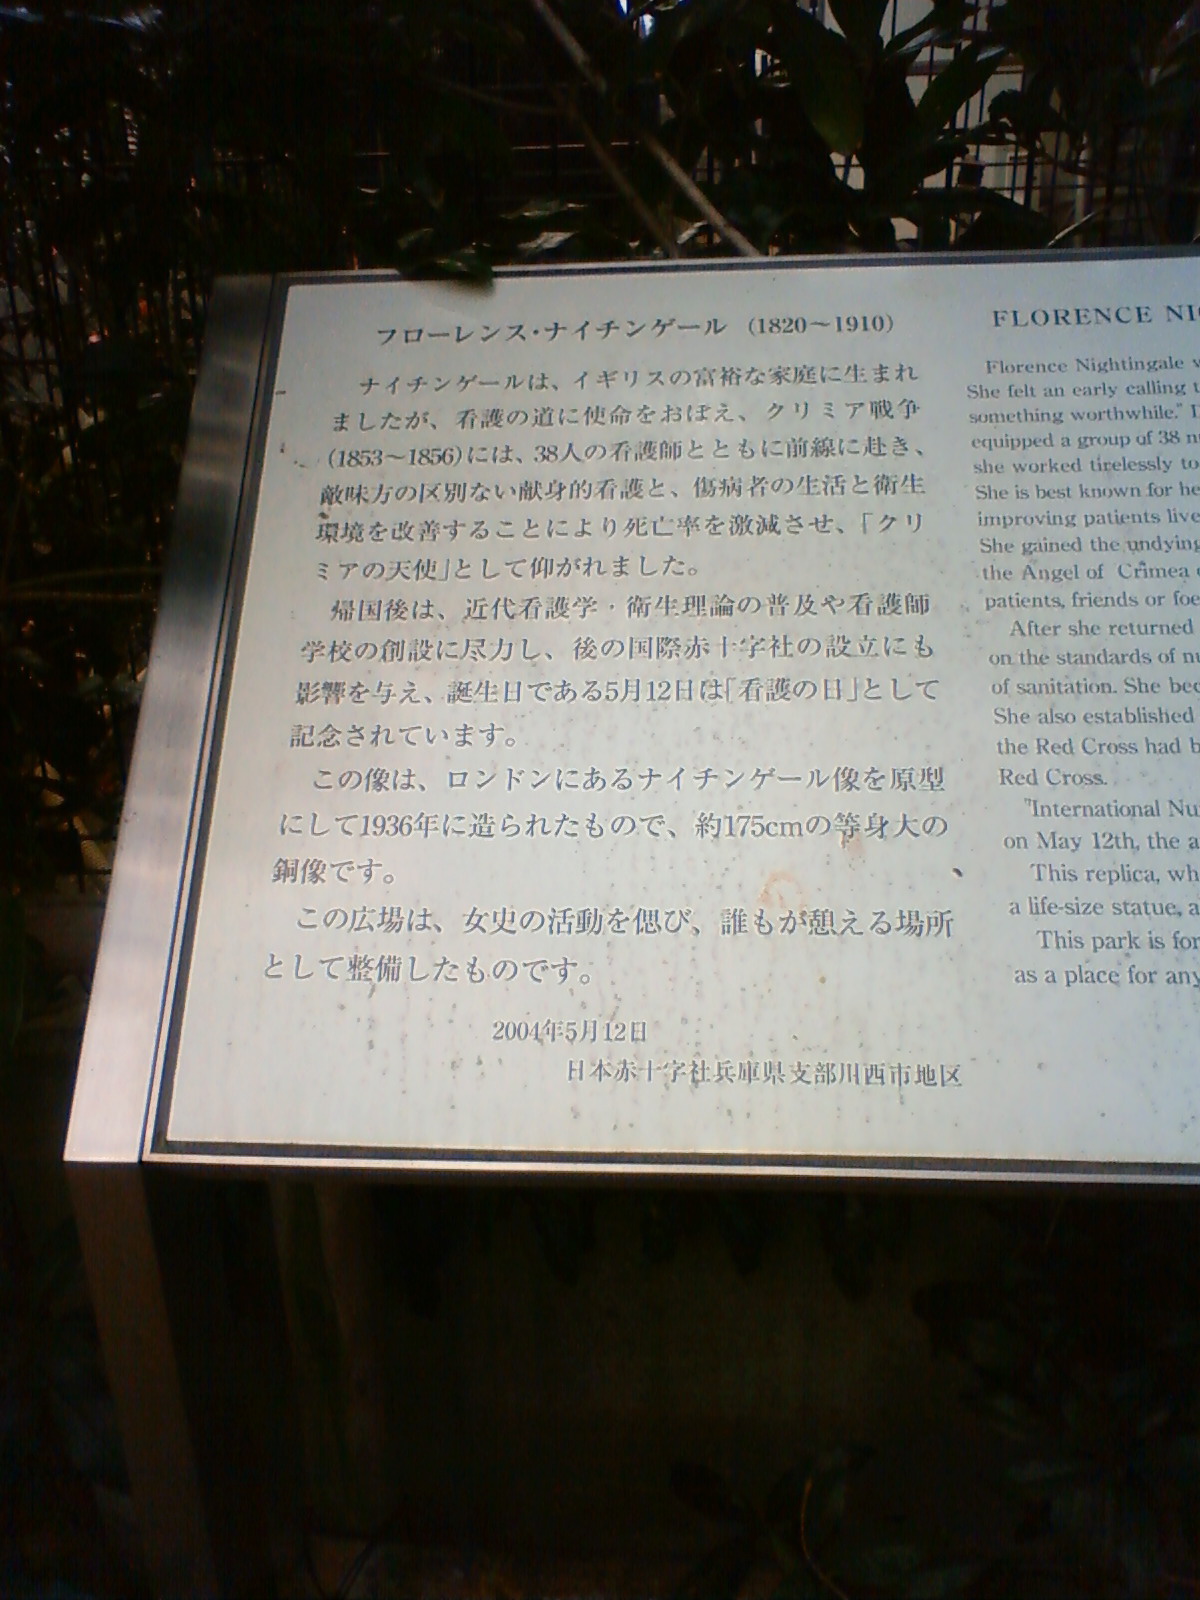 フローレンス・ナイチンゲール (1820～1910)
ナイチンゲールは、イギリスの富裕な家庭に生まれ
ましたが、看護の道に使命をおぼえ、クリミア戦争
(1853～1856)には、38人の看護師とともに前線に赴き、
敵味方の区別ない献身的看護と、傷病者の生活と衛生
環境を改善することにより死亡率を激減させ、「クリ
ミアの天使」として仰がれました。
帰国後は、近代看護学・衛生理論の普及や看護師
学校の創設に尽力し、後の国際赤十字社の設立にも
影響を与え、誕生日である5月12日は「看護の日」として
記念されています。
この像は、ロンドンにあるナイチンゲール像を原型
にして1936年に造られたもので、約175cmの等身大の
銅像です。
この広場は、女史の活動を偲び、誰もが憩える場所
として整備したものです。
2004年5月12日
日本赤十字社兵庫県支部川西市地区
FLORENCE
Florence Nightingale
She felt an early calling
something worthwhile."
equipped a group of 38
she worked tirelessly to
She is best known for
improving patients
She gained the undying
the Angel of Crimea
patients, friends or
After she returned
on the standards of
of sanitation. She
She also established
the Red Cross had
Red Cross.
"International
on May 12th, the
This replica,
a life-size statue,
This park is
as a place for